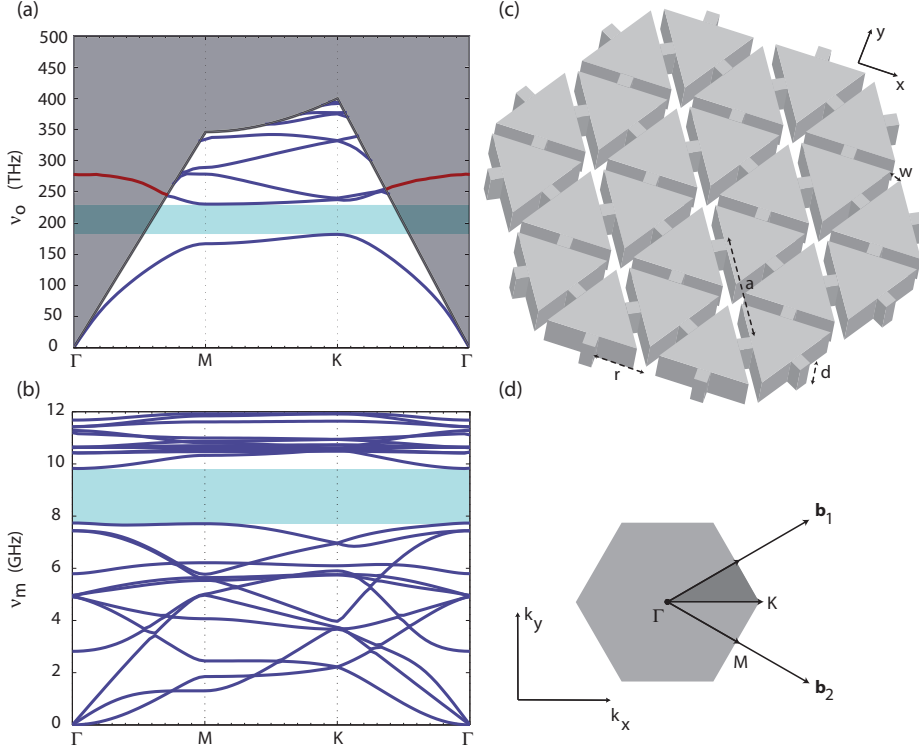 (a)
500
450
400
350
300
250
200
150
100
50
0
νo (THz)
Γ M K Γ
(b)
12
10
8
6
4
2
0
νm (GHz)
Γ M K Γ
(c)
y
x
w
a
r
d
(d)
b1
K
Γ
M
b2
ky
kx